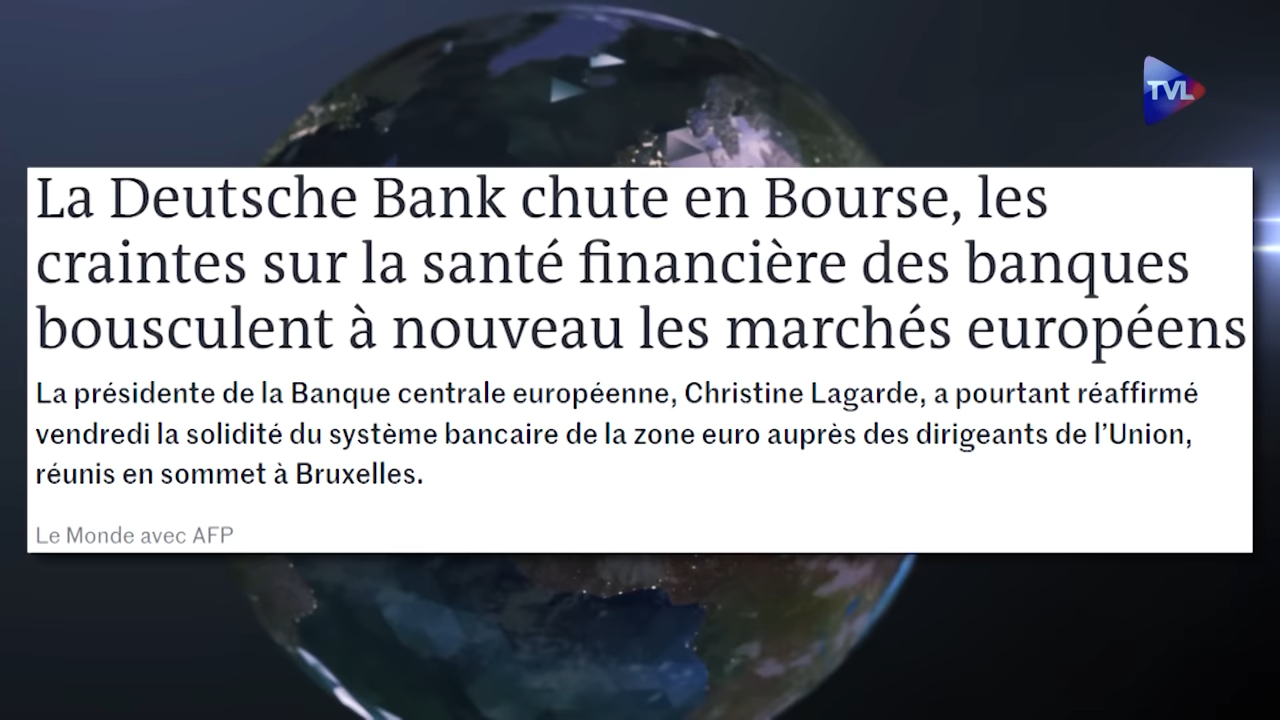 TVL
La Deutsche Bank chute en Bourse, les
craintes sur la santé financière des banques
bousculent à nouveau les marchés européens
La présidente de la Banque centrale européenne, Christine Lagarde, a pourtant réaffirmé
vendredi la solidité du système bancaire de la zone euro auprès des dirigeants de l’Union,
réunis en sommet à Bruxelles.
Le Monde avec AFP